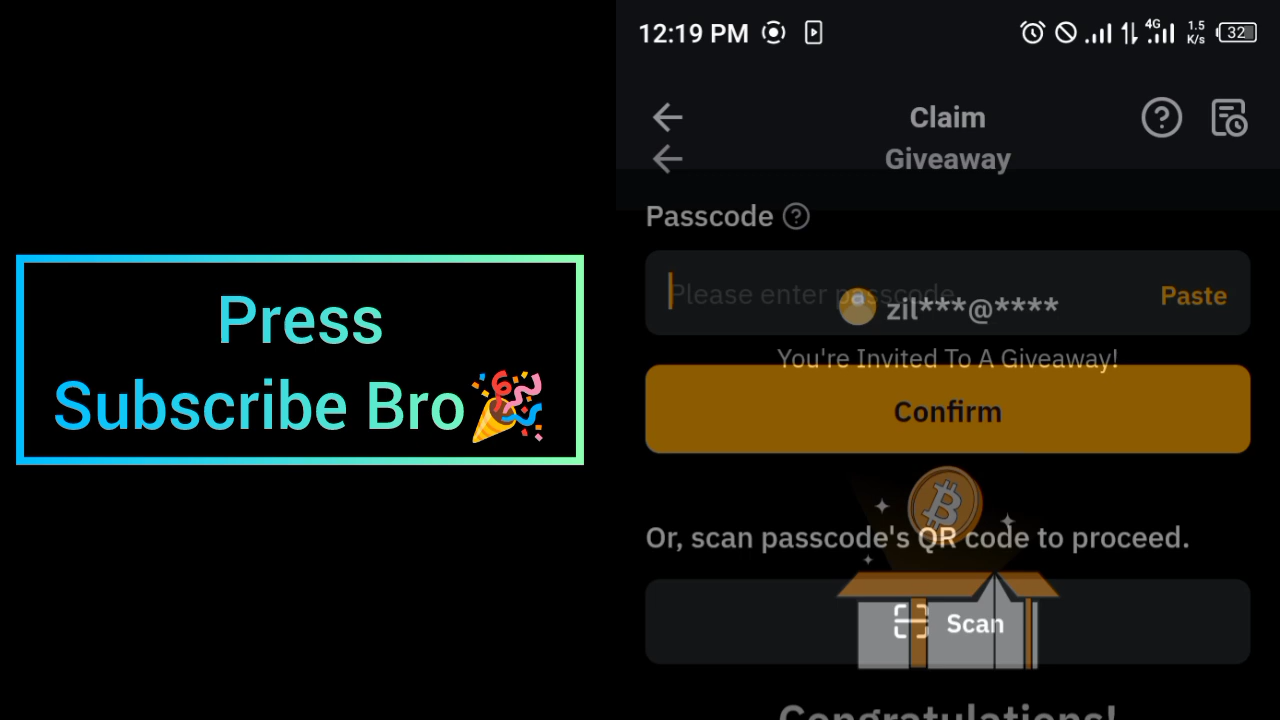 Press
Subscribe Bro🎉
12:19 PM
4G
1.5
K/s
32
Claim
Giveaway
Passcode
Please enter passcode
Paste
zil***@****
You're Invited To A Giveaway!
Confirm
Or, scan passcode's QR code to proceed.
Scan
Congratulations!